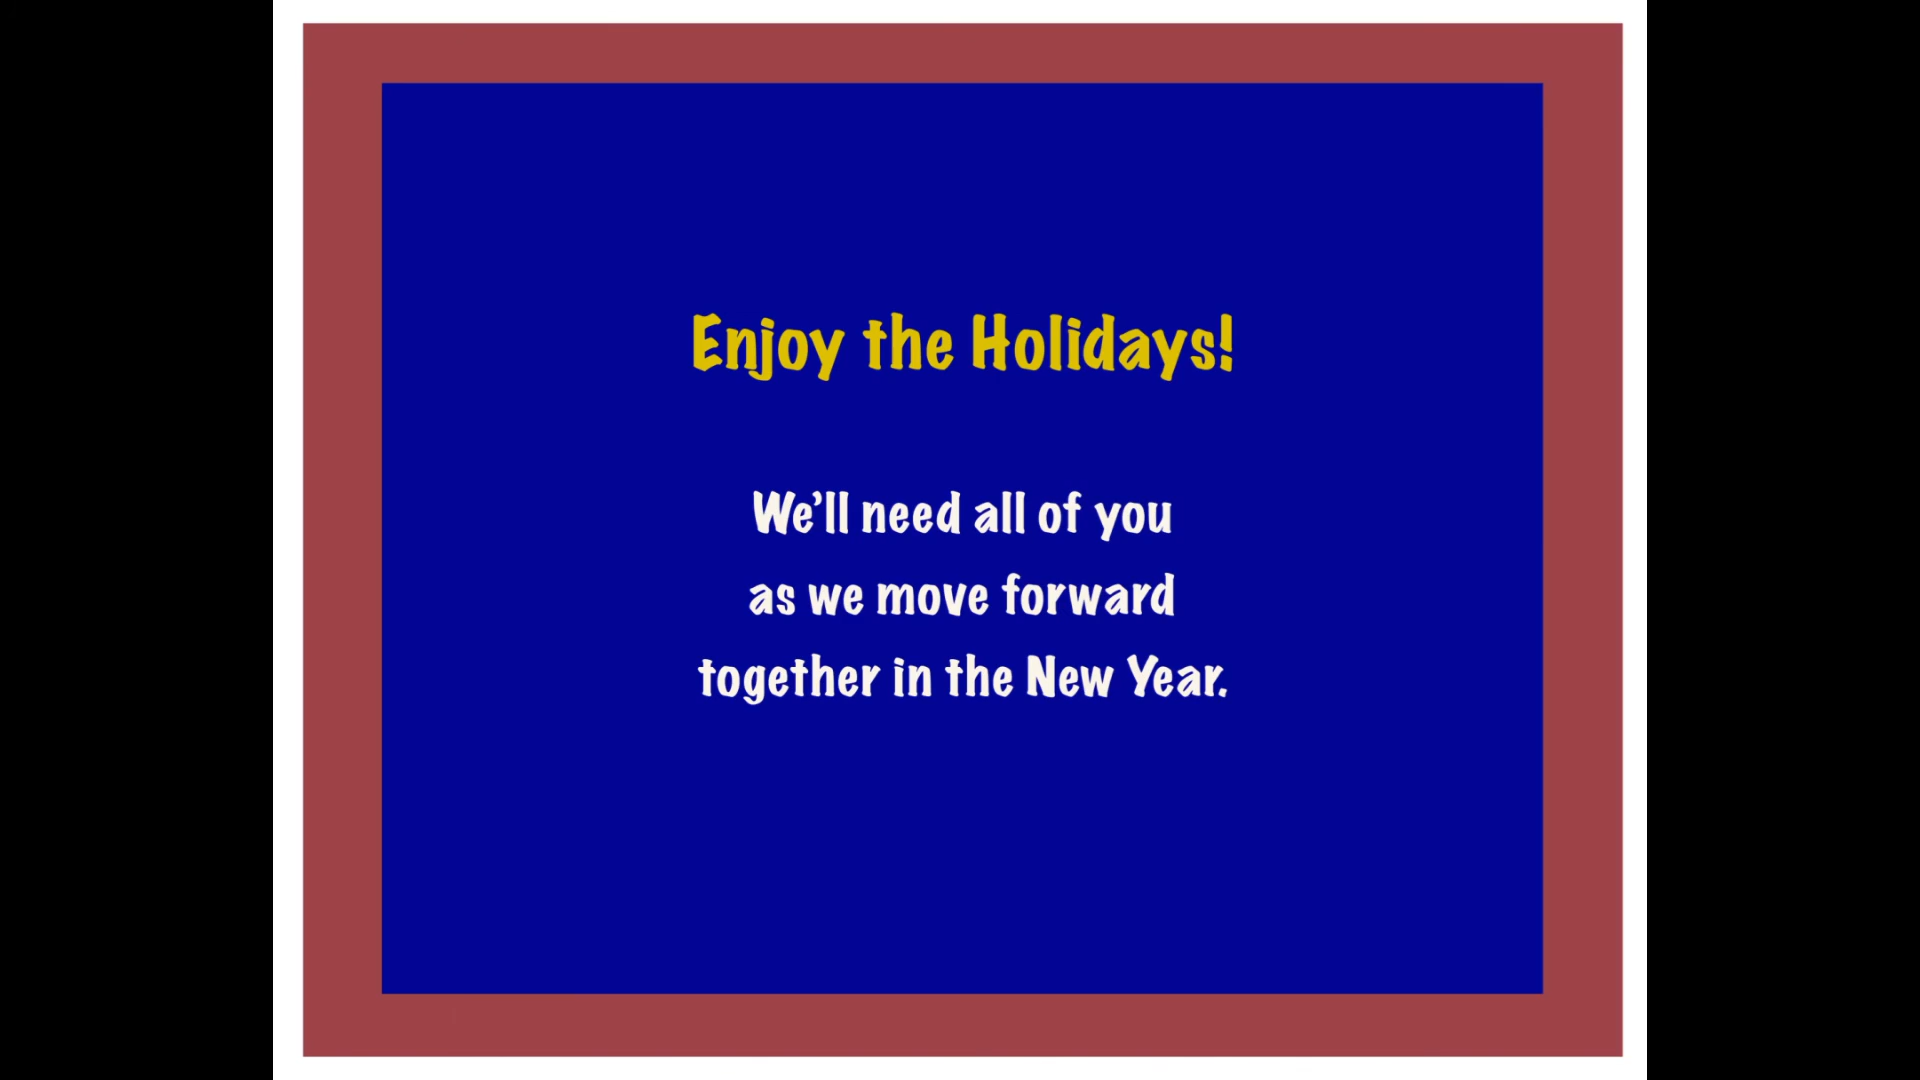 Enjoy the Holidays!
We’ll need all of you
as we move forward
together in the New Year.